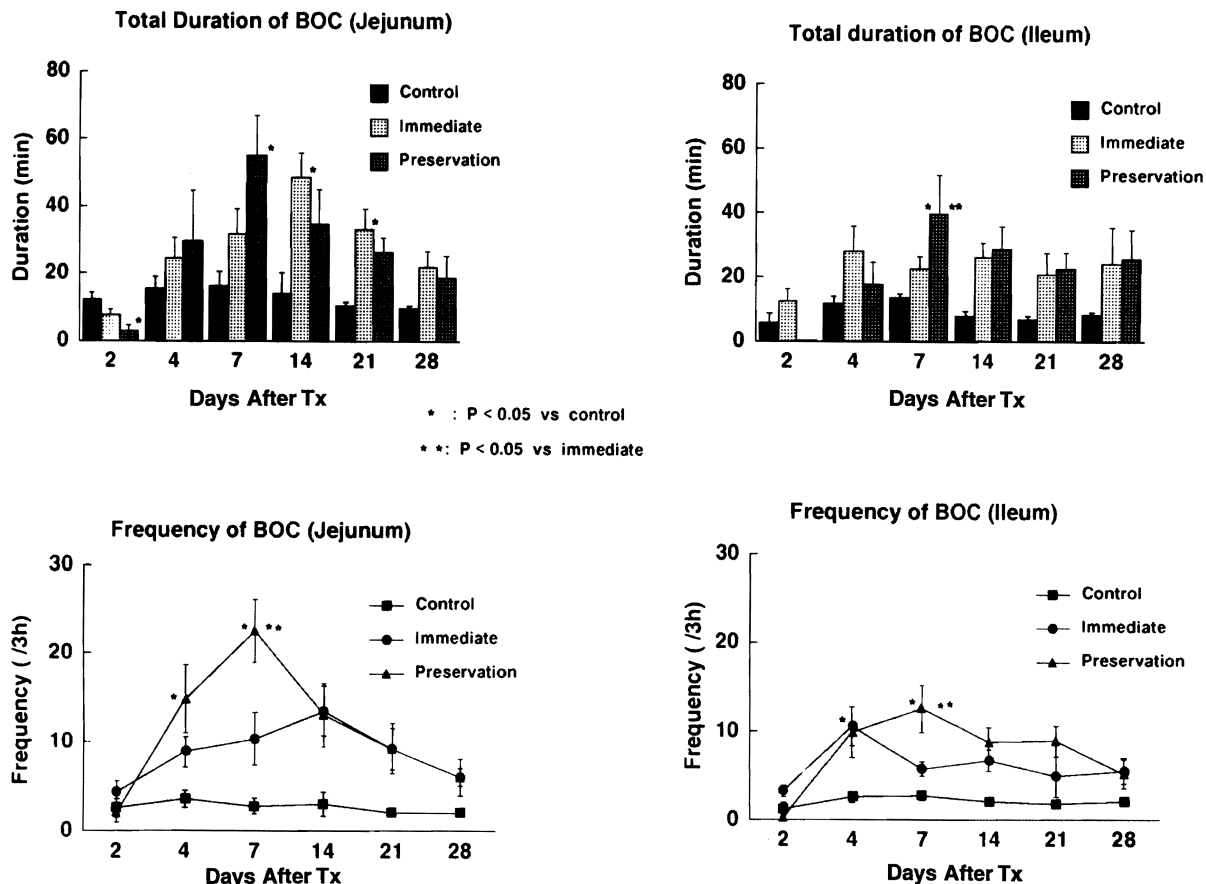 Total Duration of BOC (Jejunum)
80
60
40
20
0
Duration (min)
Control
Immediate
Preservation
*
*
*
*
2 4 7 14 21 28
Days After Tx
Total duration of BOC (Ileum)
80
60
40
20
0
Duration (min)
Control
Immediate
Preservation
* **
2 4 7 14 21 28
Days After Tx
* : P < 0.05 vs control
* *: P < 0.05 vs immediate
Frequency of BOC (Jejunum)
30
20
10
0
Frequency ( /3h)
Control
Immediate
Preservation
* **
*
2 4 7 14 21 28
Days After Tx
Frequency of BOC (Ileum)
30
20
10
0
Frequency ( /3h)
Control
Immediate
Preservation
* **
*
2 4 7 14 21 28
Days After Tx